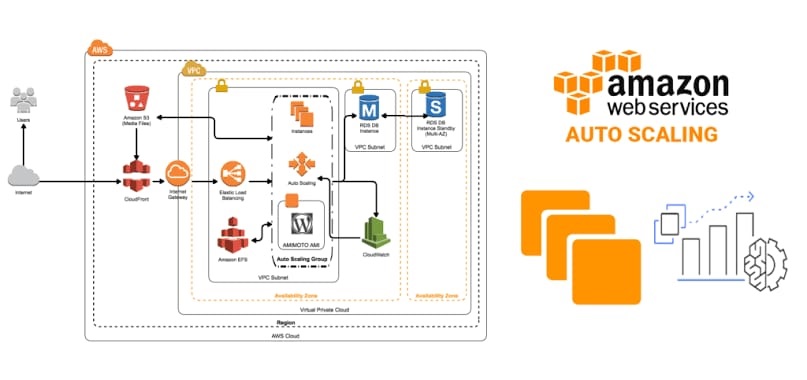 AWS
VPC
Users
Amazon S3
(Media Files)
Instances
M
RDS DB
Instance
VPC Subnet
S
RDS DB
Instance Standby
(Multi-AZ)
VPC Subnet
Internet
CloudFront
Internet
Gateway
Elastic Load
Balancing
Auto Scaling
Amazon EFS
W
AMIMOTO AMI
CloudWatch
Auto Scaling Group
VPC Subnet
Availability Zone
Availability Zone
Virtual Private Cloud
Region
AWS Cloud
amazon
web services
AUTO SCALING